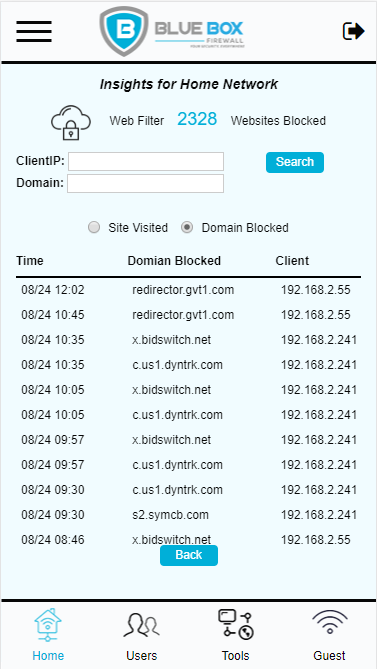 BLUE BOX
FIREWALL
YOUR SECURITY EVERYWHERE
Insights for Home Network
Web Filter 2328 Websites Blocked
ClientIP: Search
Domain:
Site Visited Domain Blocked
Time Domian Blocked Client
08/24 12:02 redirector.gvt1.com 192.168.2.55
08/24 10:45 redirector.gvt1.com 192.168.2.55
08/24 10:35 x.bidswitch.net 192.168.2.241
08/24 10:35 c.us1.dyntrk.com 192.168.2.241
08/24 10:05 x.bidswitch.net 192.168.2.241
08/24 10:05 c.us1.dyntrk.com 192.168.2.241
08/24 09:57 x.bidswitch.net 192.168.2.241
08/24 09:57 c.us1.dyntrk.com 192.168.2.241
08/24 09:30 c.us1.dyntrk.com 192.168.2.241
08/24 09:30 s2.symcb.com 192.168.2.241
08/24 08:46 x.bidswitch.net 192.168.2.55
Back
Home Users Tools Guest